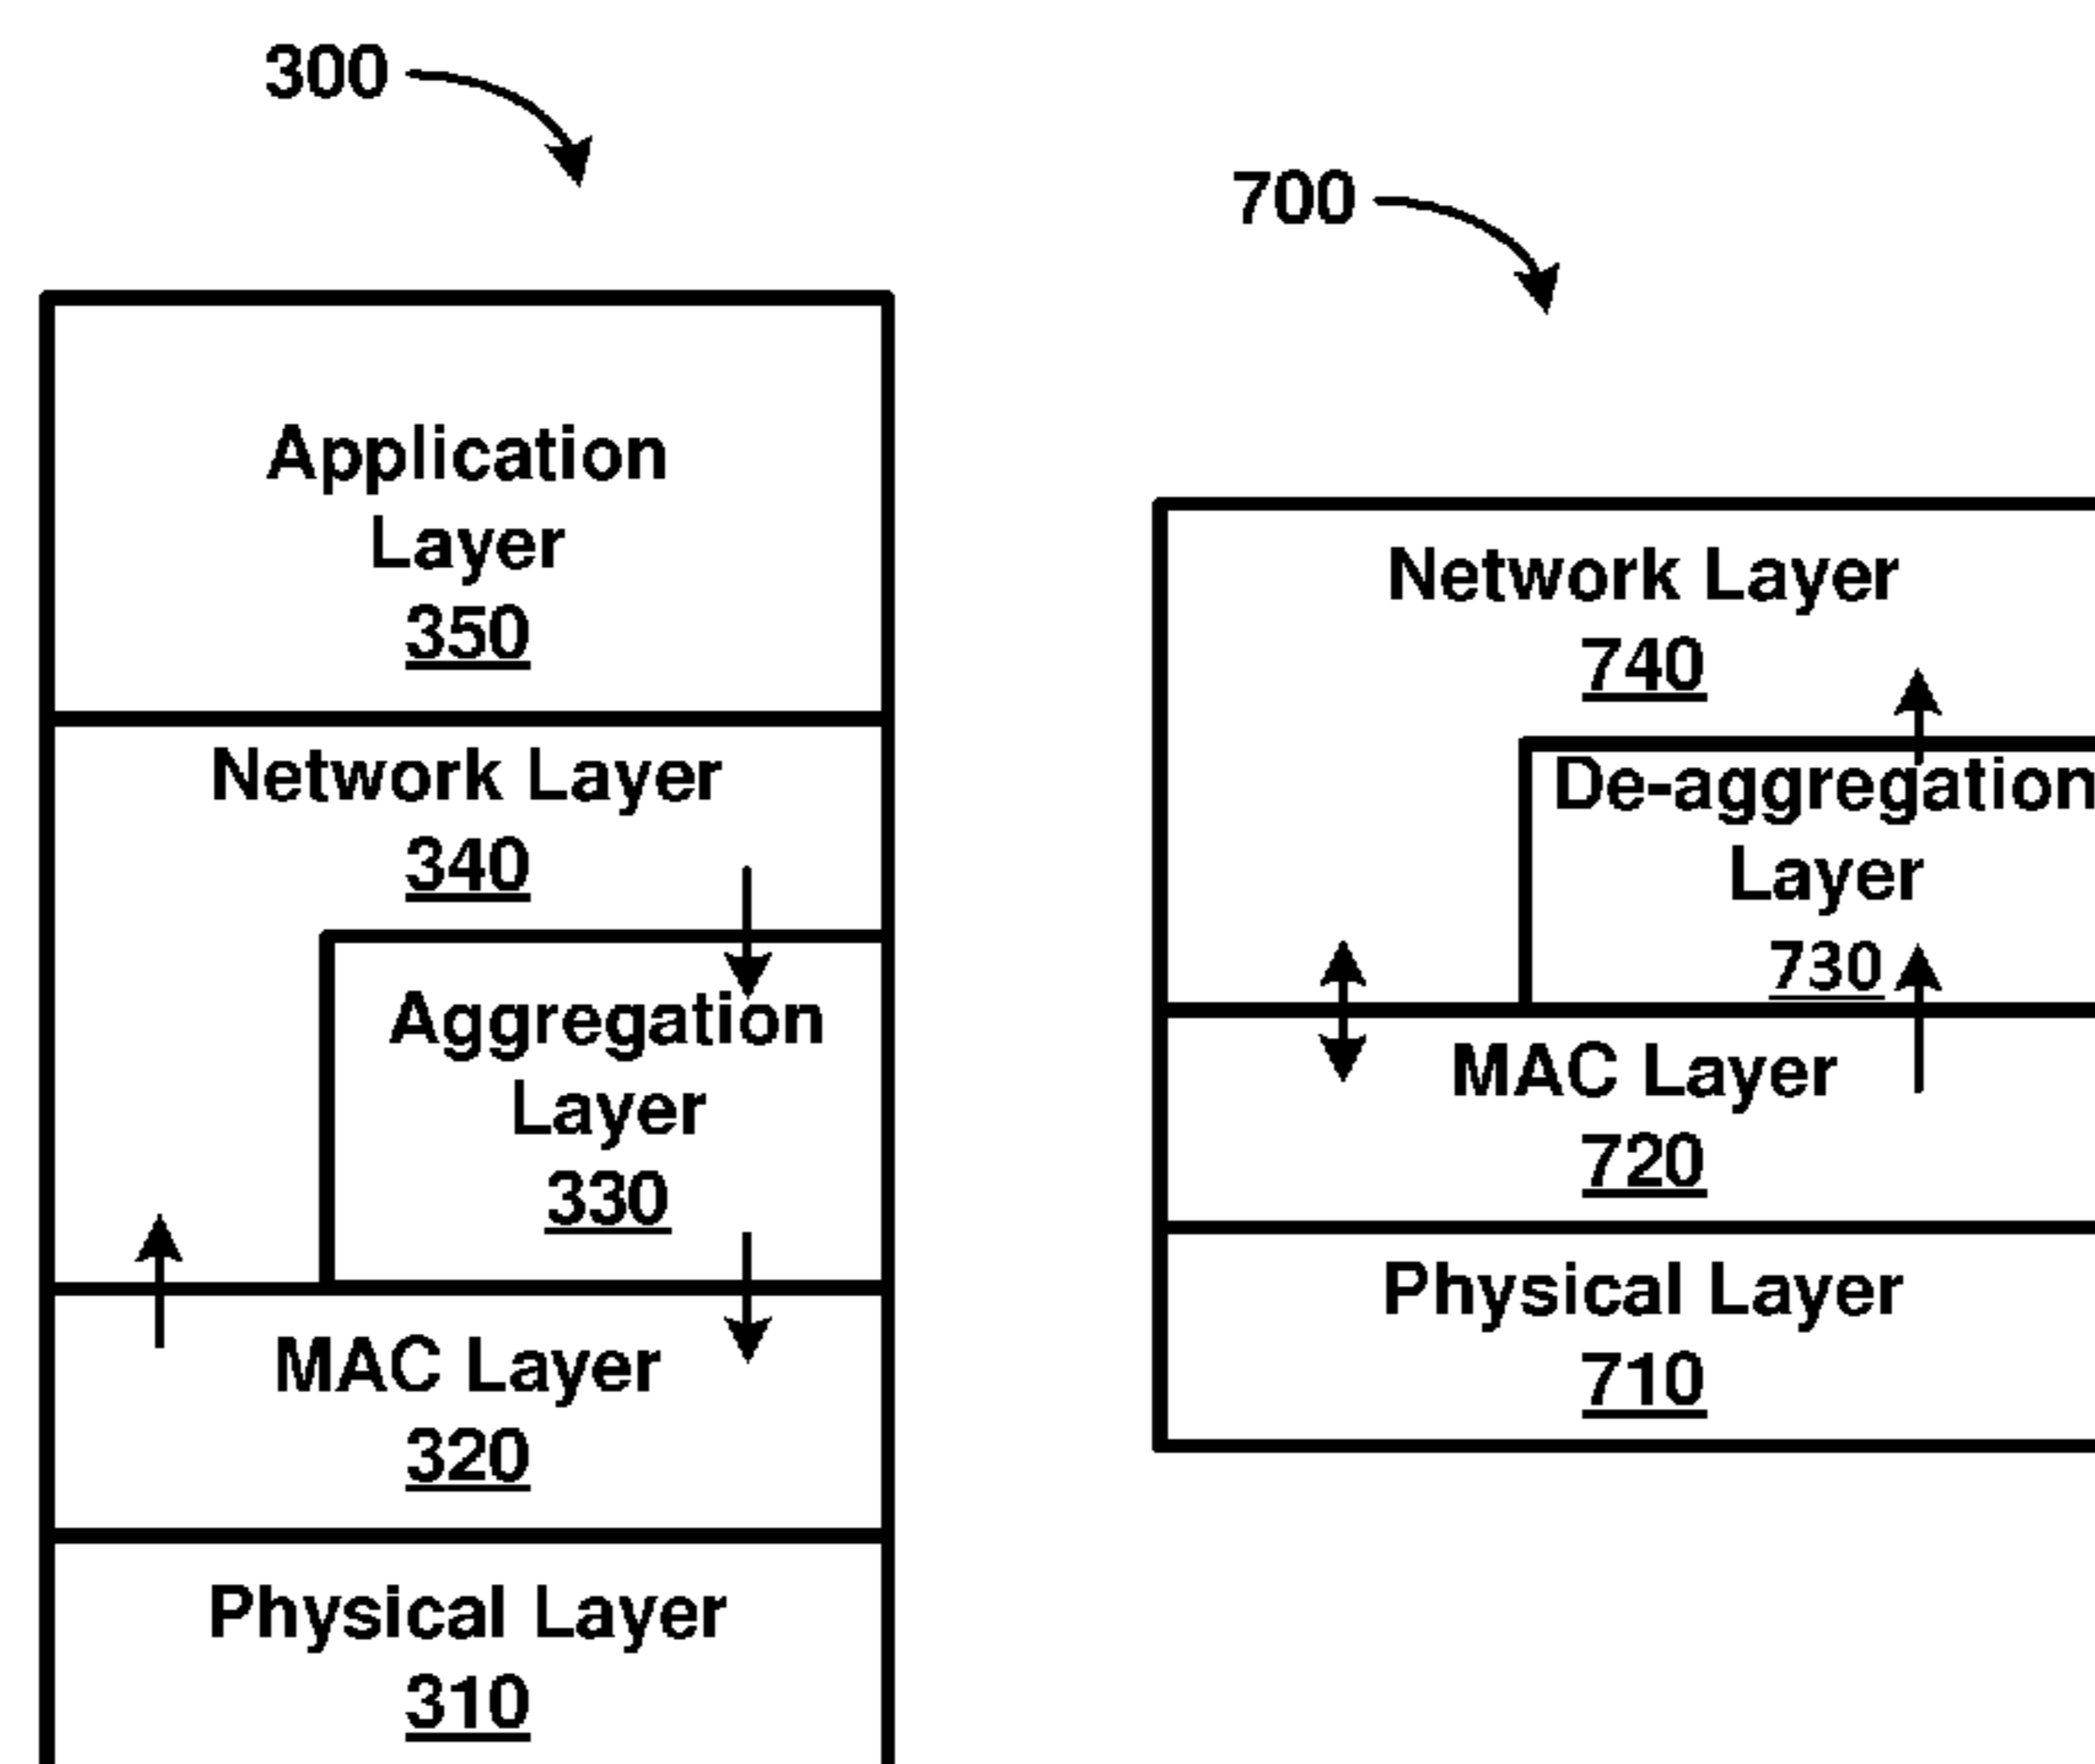 300
Application
Layer
350
Network Layer
340
Aggregation
Layer
330
MAC Layer
320
Physical Layer
310
700
Network Layer
740
De-aggregation
Layer
730
MAC Layer
720
Physical Layer
710